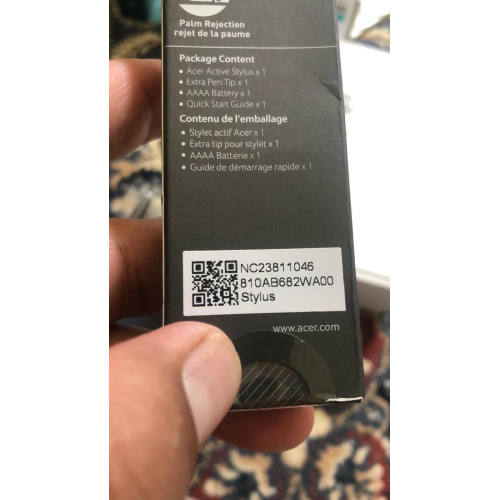 Palm Rejection
rejet de la paume
Package Content
• Acer Active Stylus x 1
• Extra Pen Tip x 1
• AAAA Battery x 1
• Quick Start Guide x 1
Contenu de l'emballage
• Stylet actif Acer x 1
• Extra tip pour stylet x 1
• AAAA Batterie x 1
• Guide de démarrage rapide x 1
NC23811046
810AB682WA00
Stylus
www.acer.com